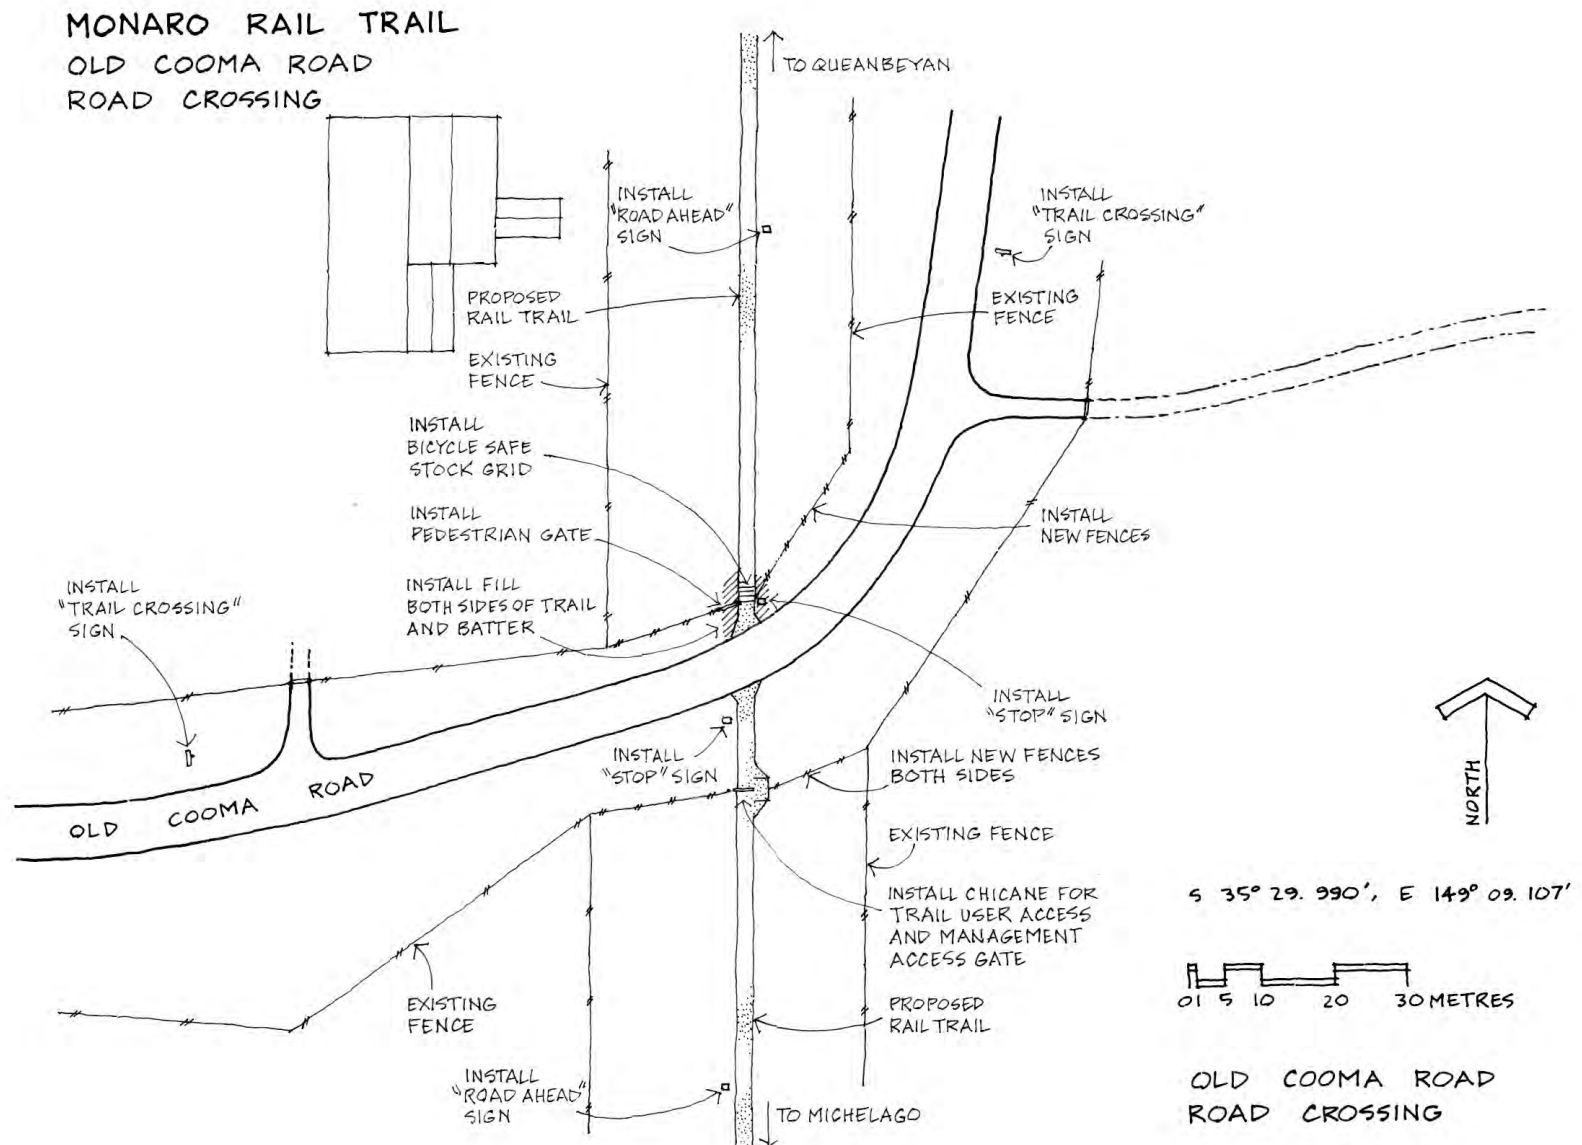 MONARO RAIL TRAIL
OLD COOMA ROAD
ROAD CROSSING
TO QUEANBEYAN
INSTALL
"ROAD AHEAD"
SIGN
INSTALL
"TRAIL CROSSING"
SIGN
PROPOSED
RAIL TRAIL
EXISTING
FENCE
EXISTING
FENCE
INSTALL
BICYCLE SAFE
STOCK GRID
INSTALL
PEDESTRIAN GATE
INSTALL
NEW FENCES
INSTALL
"TRAIL CROSSING"
SIGN
INSTALL FILL
BOTH SIDES OF TRAIL
AND BATTER
INSTALL
"STOP" SIGN
INSTALL
"STOP" SIGN
INSTALL NEW FENCES
BOTH SIDES
OLD COOMA ROAD
NORTH
EXISTING FENCE
INSTALL CHICANE FOR
TRAIL USER ACCESS
AND MANAGEMENT
ACCESS GATE
S 35° 29. 990', E 149° 09. 107'
EXISTING
FENCE
PROPOSED
RAIL TRAIL
0 1 5 10 20 30 METRES
INSTALL
"ROAD AHEAD"
SIGN
TO MICHELAGO
OLD COOMA ROAD
ROAD CROSSING